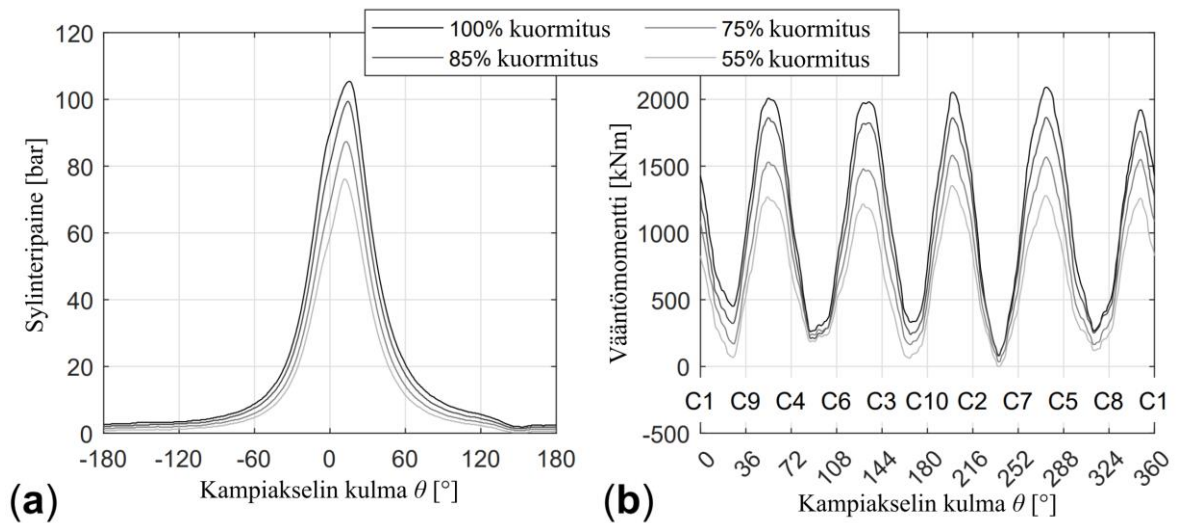 100% kuormitus
75% kuormitus
85% kuormitus
55% kuormitus
120
100
80
60
40
20
0
Sylinteripaine [bar]
-180 -120 -60 0 60 120 180
Kampiakselin kulma θ [°]
(a)
2000
1500
1000
500
0
-500
Vääntömomentti [kNm]
C1 C9 C4 C6 C3 C10 C2 C7 C5 C8 C1
0 36 72 108 144 180 216 252 288 324 360
Kampiakselin kulma θ [°]
(b)